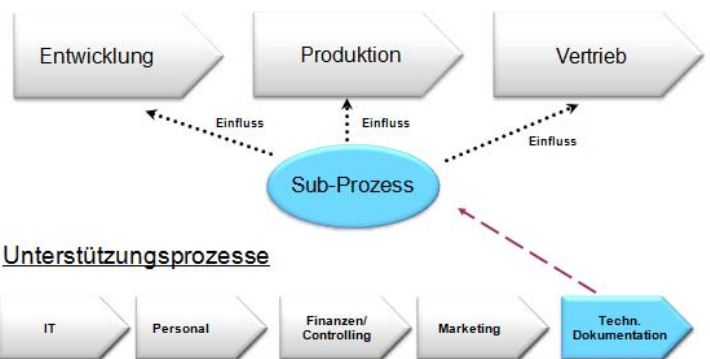 Entwicklung
Produktion
Vertrieb
Einfluss
Einfluss
Einfluss
Sub-Prozess
Unterstützungsprozesse
IT
Personal
Finanzen/
Controlling
Marketing
Techn.
Dokumentation